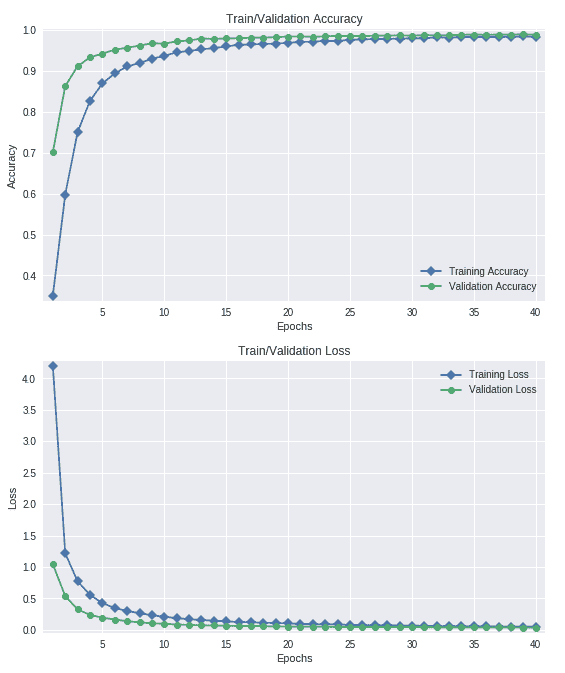 Train/Validation Accuracy
1.0
0.9
0.8
0.7
0.6
0.5
0.4
Accuracy
Training Accuracy
Validation Accuracy
5 10 15 20 25 30 35 40
Epochs
Train/Validation Loss
4.0
3.5
3.0
2.5
2.0
1.5
1.0
0.5
0.0
Loss
Training Loss
Validation Loss
5 10 15 20 25 30 35 40
Epochs